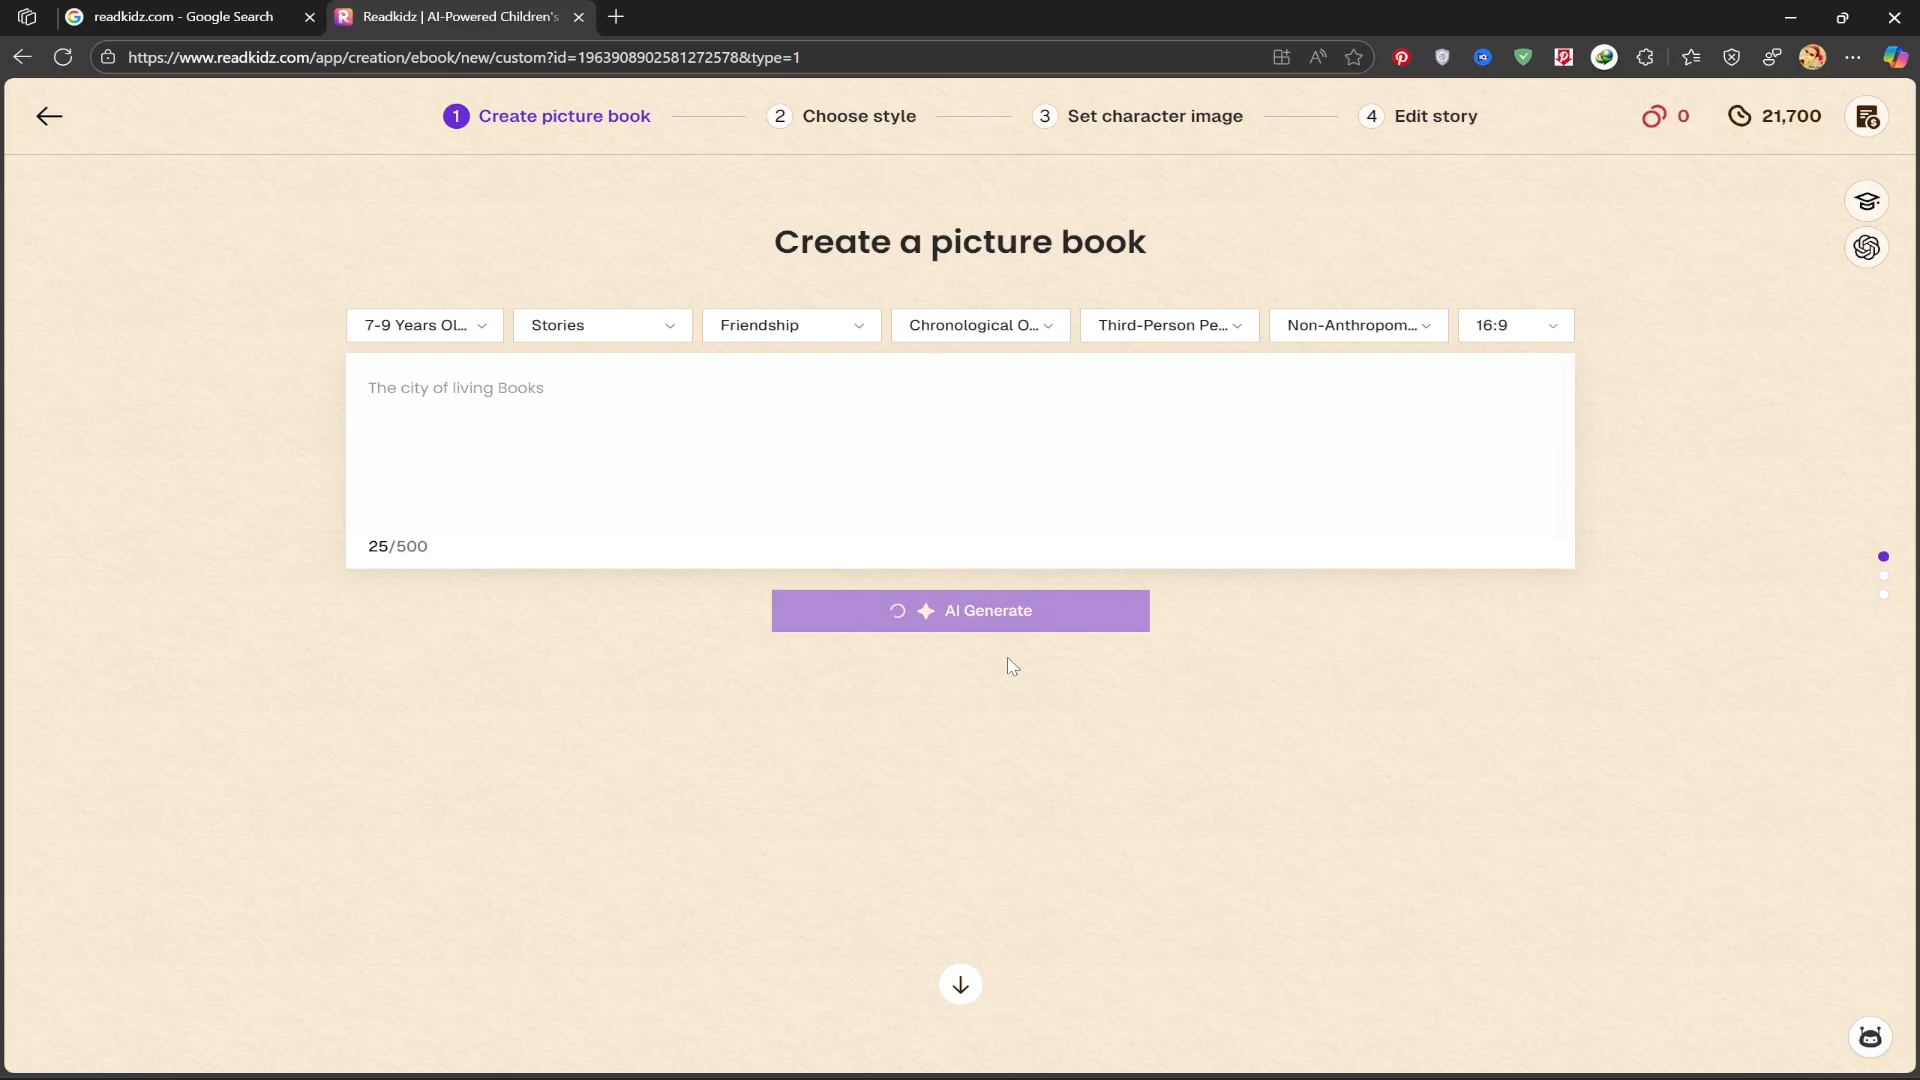 readkidz.com - Google Search
Readkidz | AI-Powered Children's
https://www.readkidz.com/app/creation/ebook/new/custom?id=1963908902581272578&type=1
1 Create picture book
2 Choose style
3 Set character image
4 Edit story
0
21,700
Create a picture book
7-9 Years Ol...
Stories
Friendship
Chronological O...
Third-Person Pe...
Non-Anthropom...
16:9
The city of living Books
25/500
AI Generate